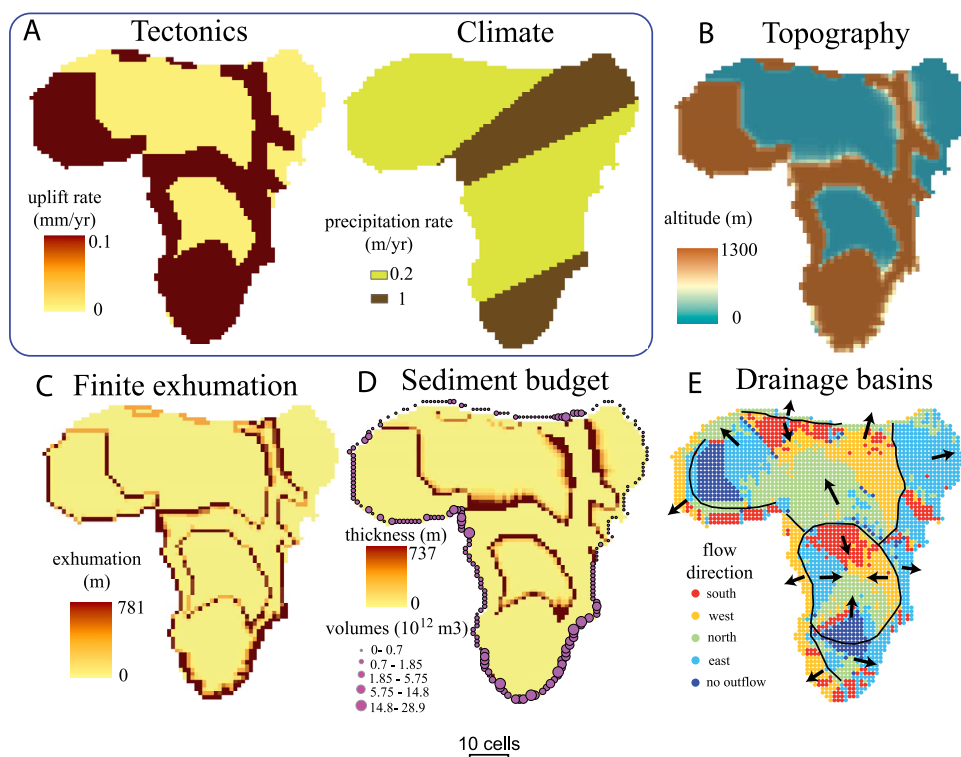 A
Tectonics
Climate
uplift rate
(mm/yr)
0.1
0
precipitation rate
(m/yr)
0.2
1
B
Topography
altitude (m)
1300
0
C
Finite exhumation
exhumation
(m)
781
0
D
Sediment budget
thickness (m)
737
0
volumes (10¹² m3)
0- 0.7
0.7 - 1.85
1.85 - 5.75
5.75 - 14.8
14.8- 28.9
E
Drainage basins
flow
direction
south
west
north
east
no outflow
10 cells